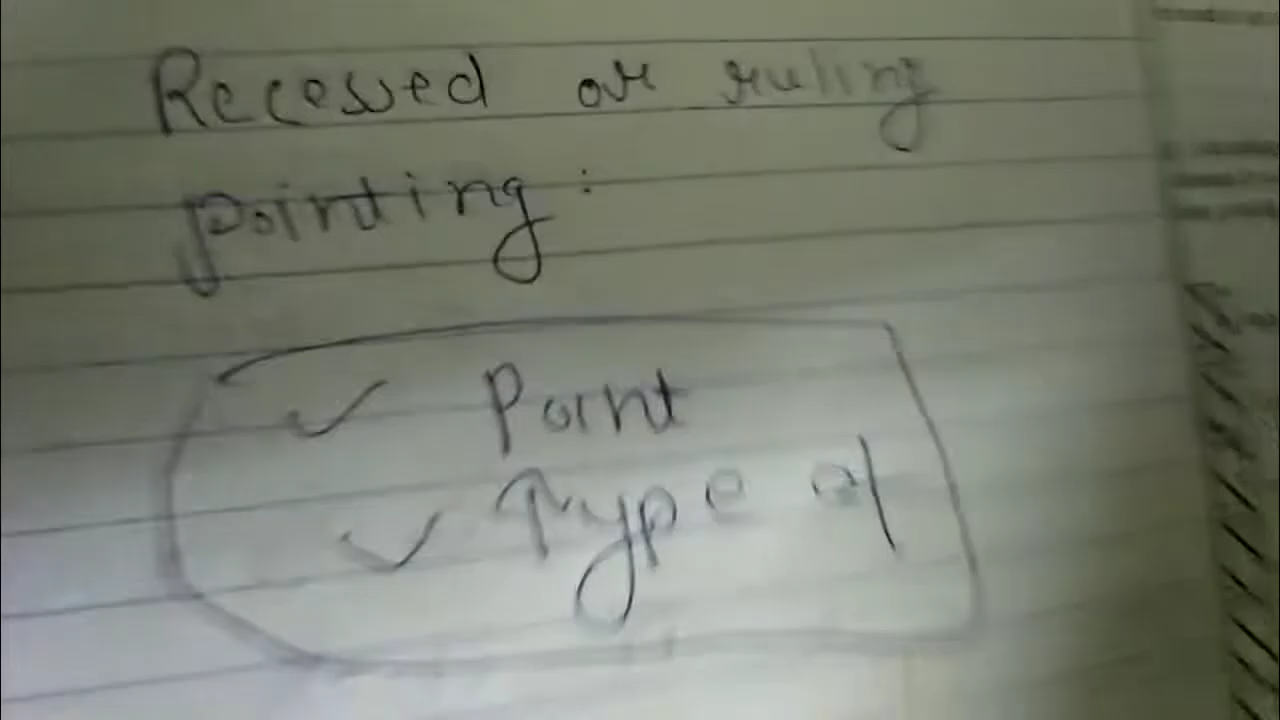 Recessed or ruling
pointing :
✓ Point
✓ Type of